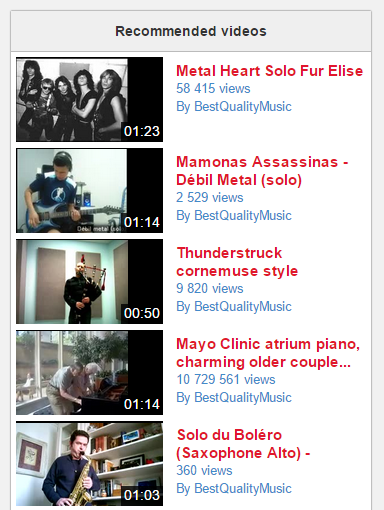 Recommended videos
01:23
Metal Heart Solo Fur Elise
58 415 views
By BestQualityMusic
Débil Metal (solo)
01:14
Mamonas Assassinas -
Débil Metal (solo)
2 529 views
By BestQualityMusic
00:50
Thunderstruck
cornemuse style
9 820 views
By BestQualityMusic
01:14
Mayo Clinic atrium piano,
charming older couple...
10 729 561 views
By BestQualityMusic
01:03
Solo du Boléro
(Saxophone Alto) -
360 views
By BestQualityMusic